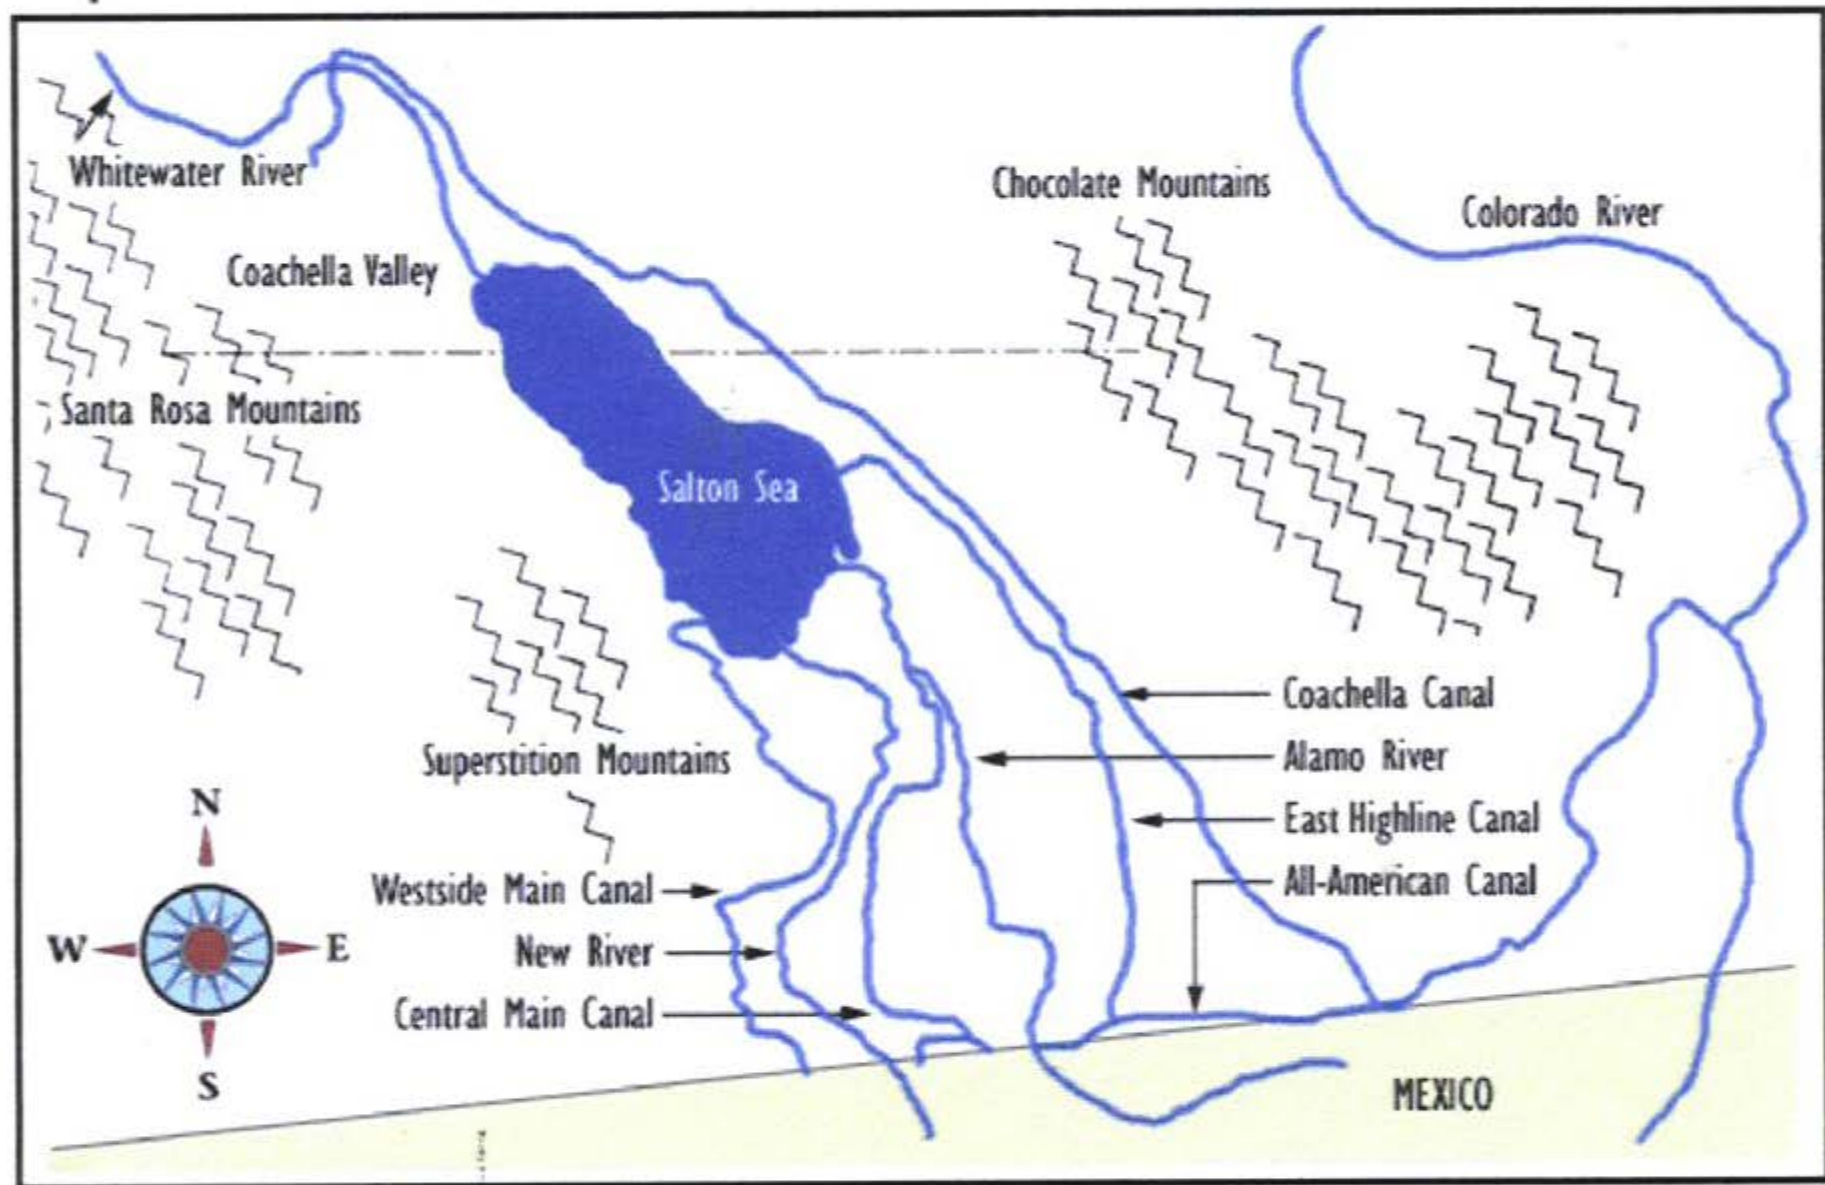 Whitewater River
Chocolate Mountains
Colorado River
Coachella Valley
Santa Rosa Mountains
Salton Sea
Coachella Canal
Superstition Mountains
Alamo River
N
East Highline Canal
Westside Main Canal
All-American Canal
W
E
New River
Central Main Canal
S
MEXICO